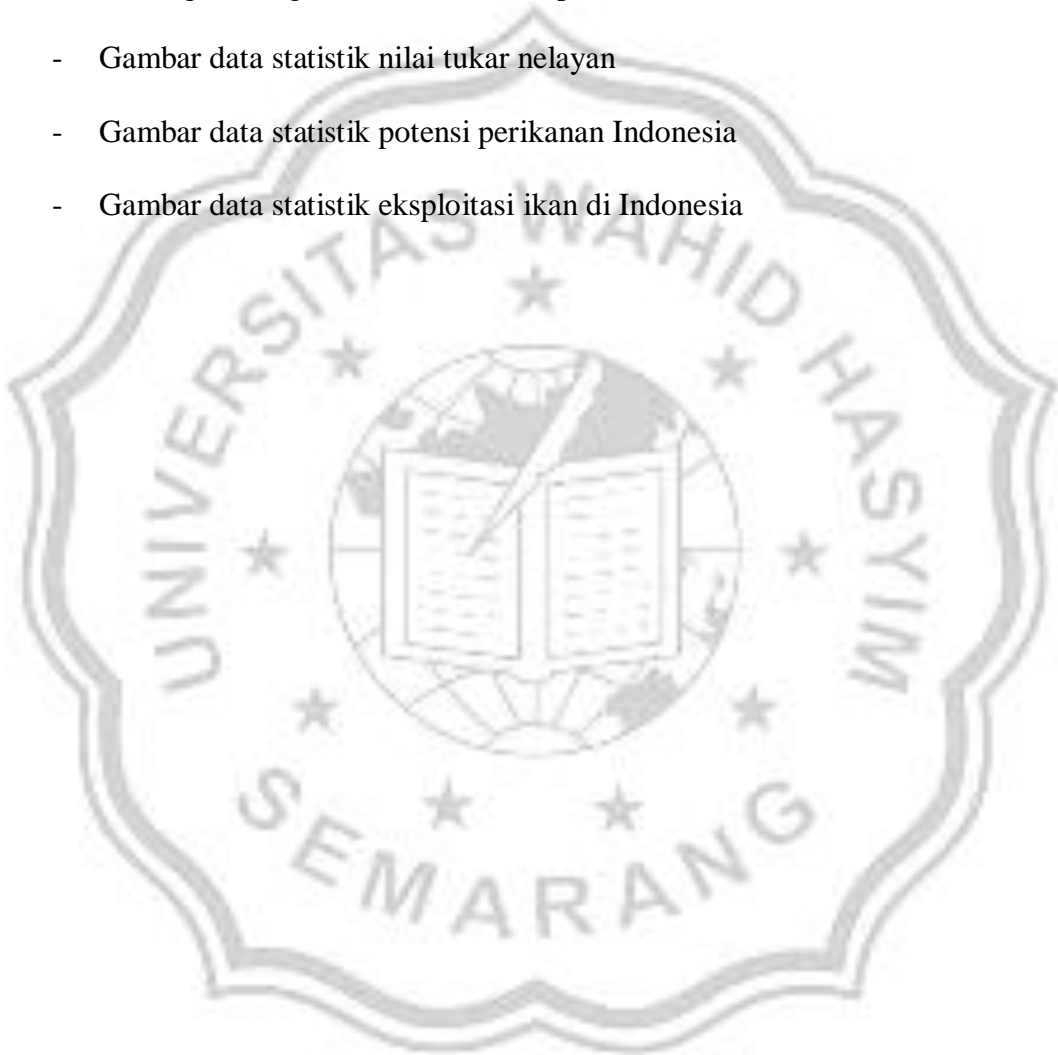 - Gambar data statistik nilai tukar nelayan
- Gambar data statistik potensi perikanan Indonesia
- Gambar data statistik eksploitasi ikan di Indonesia
UNIVERSITAS WAHID HASYIM
SEMARANG